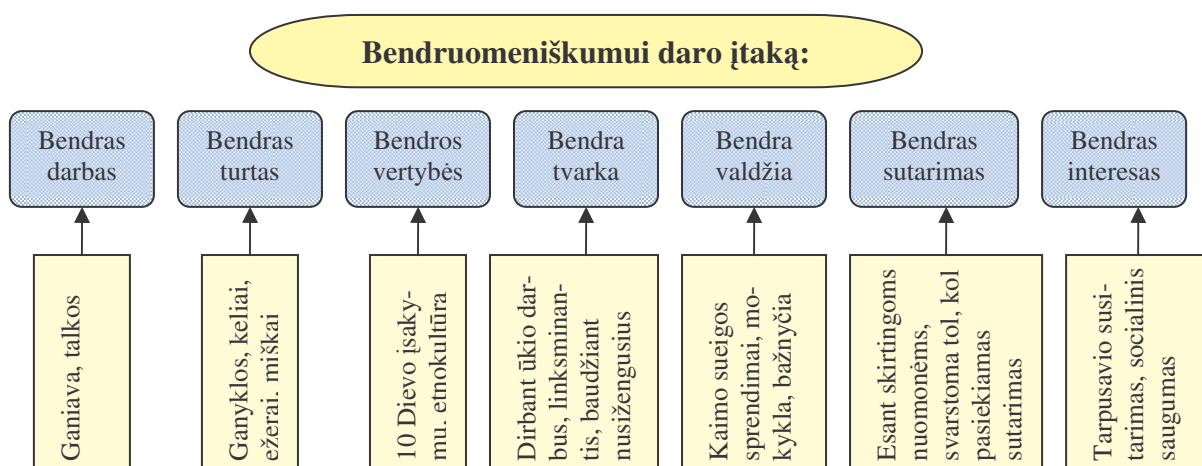 Bendruomeniškumui daro įtaką:
Bendras
darbas
Bendras
turtas
Bendros
vertybės
Bendra
tvarka
Bendra
valdžia
Bendras
sutarimas
Bendras
interesas
Ganiava, talkos
Ganyklos, keliai,
ežerai. miškai
10 Dievo įsaky-
mu. etnokultūra
Dirbant ūkio dar-
bus, linksminan-
tis, baudžiant
nusižengusius
Kaimo sueigos
sprendimai, mo-
kykla, bažnyčia
Esant skirtingoms
nuomonėms,
svarstoma tol, kol
pasiekiamas
sutarimas
Tarpusavio susi-
tarimas, socialinis
saugumas